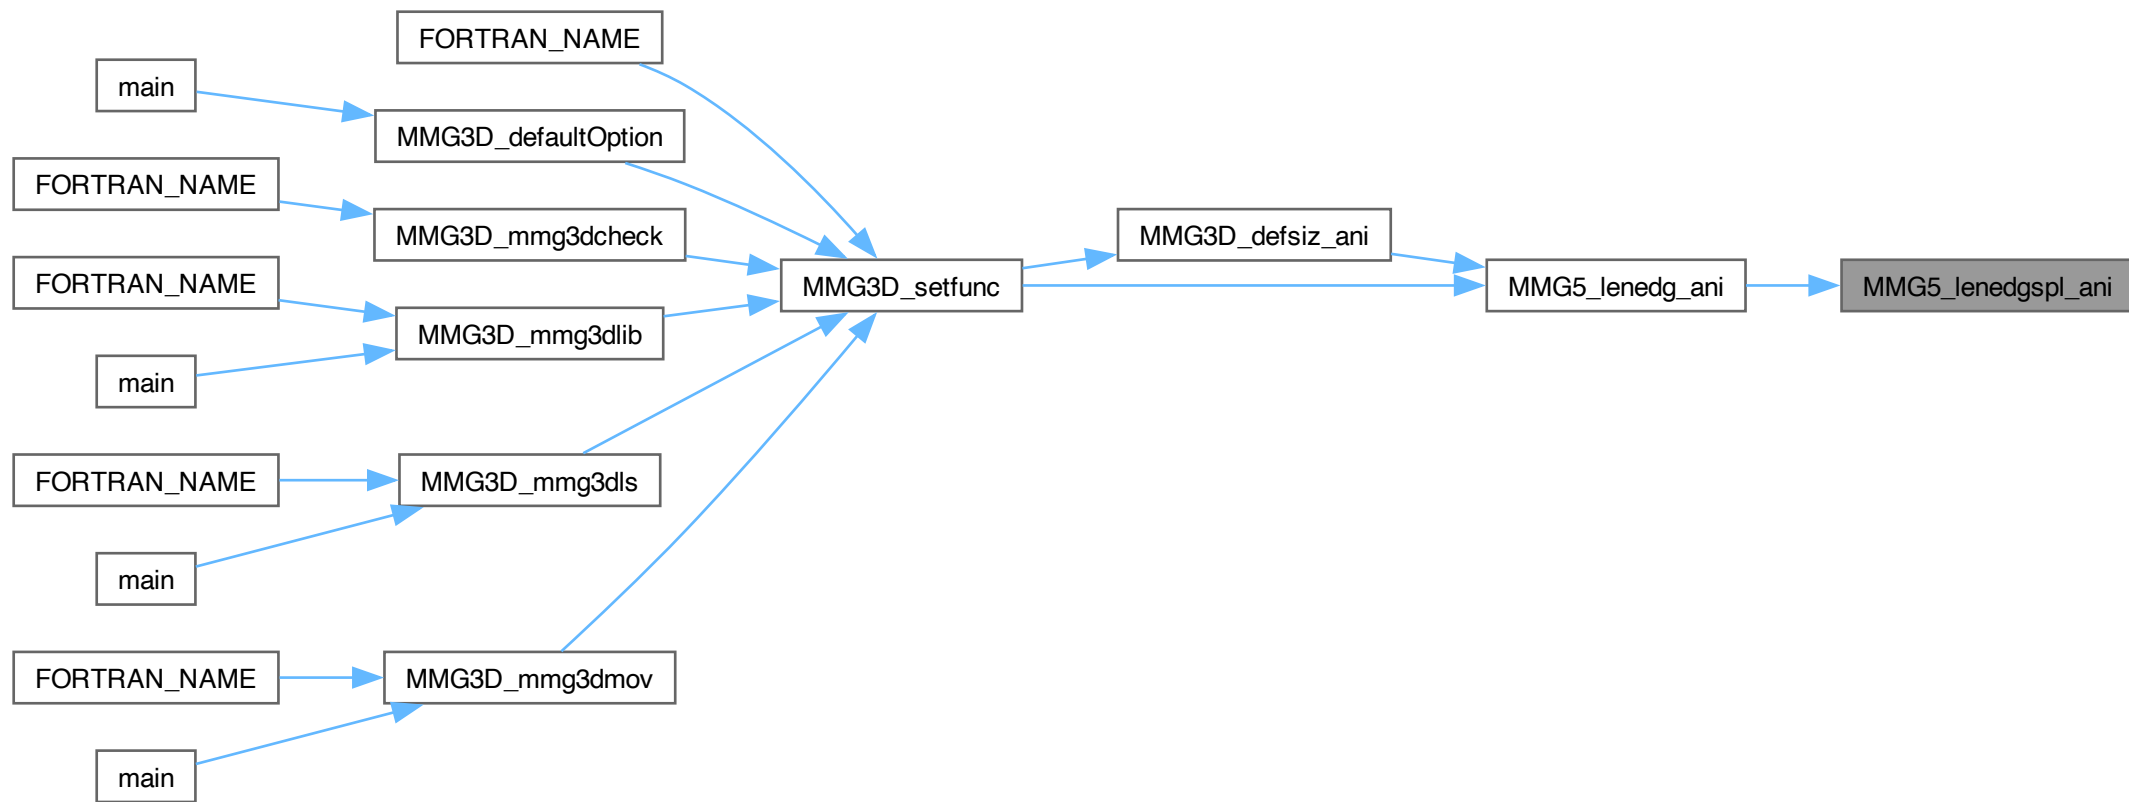 FORTRAN_NAME
main
MMG3D_defaultOption
FORTRAN_NAME
MMG3D_mmg3dcheck
MMG3D_defsiz_ani
FORTRAN_NAME
MMG3D_setfunc
MMG5_lenedg_ani
MMG5_lenedgspl_ani
MMG3D_mmg3dlib
main
FORTRAN_NAME
MMG3D_mmg3dls
main
FORTRAN_NAME
MMG3D_mmg3dmov
main